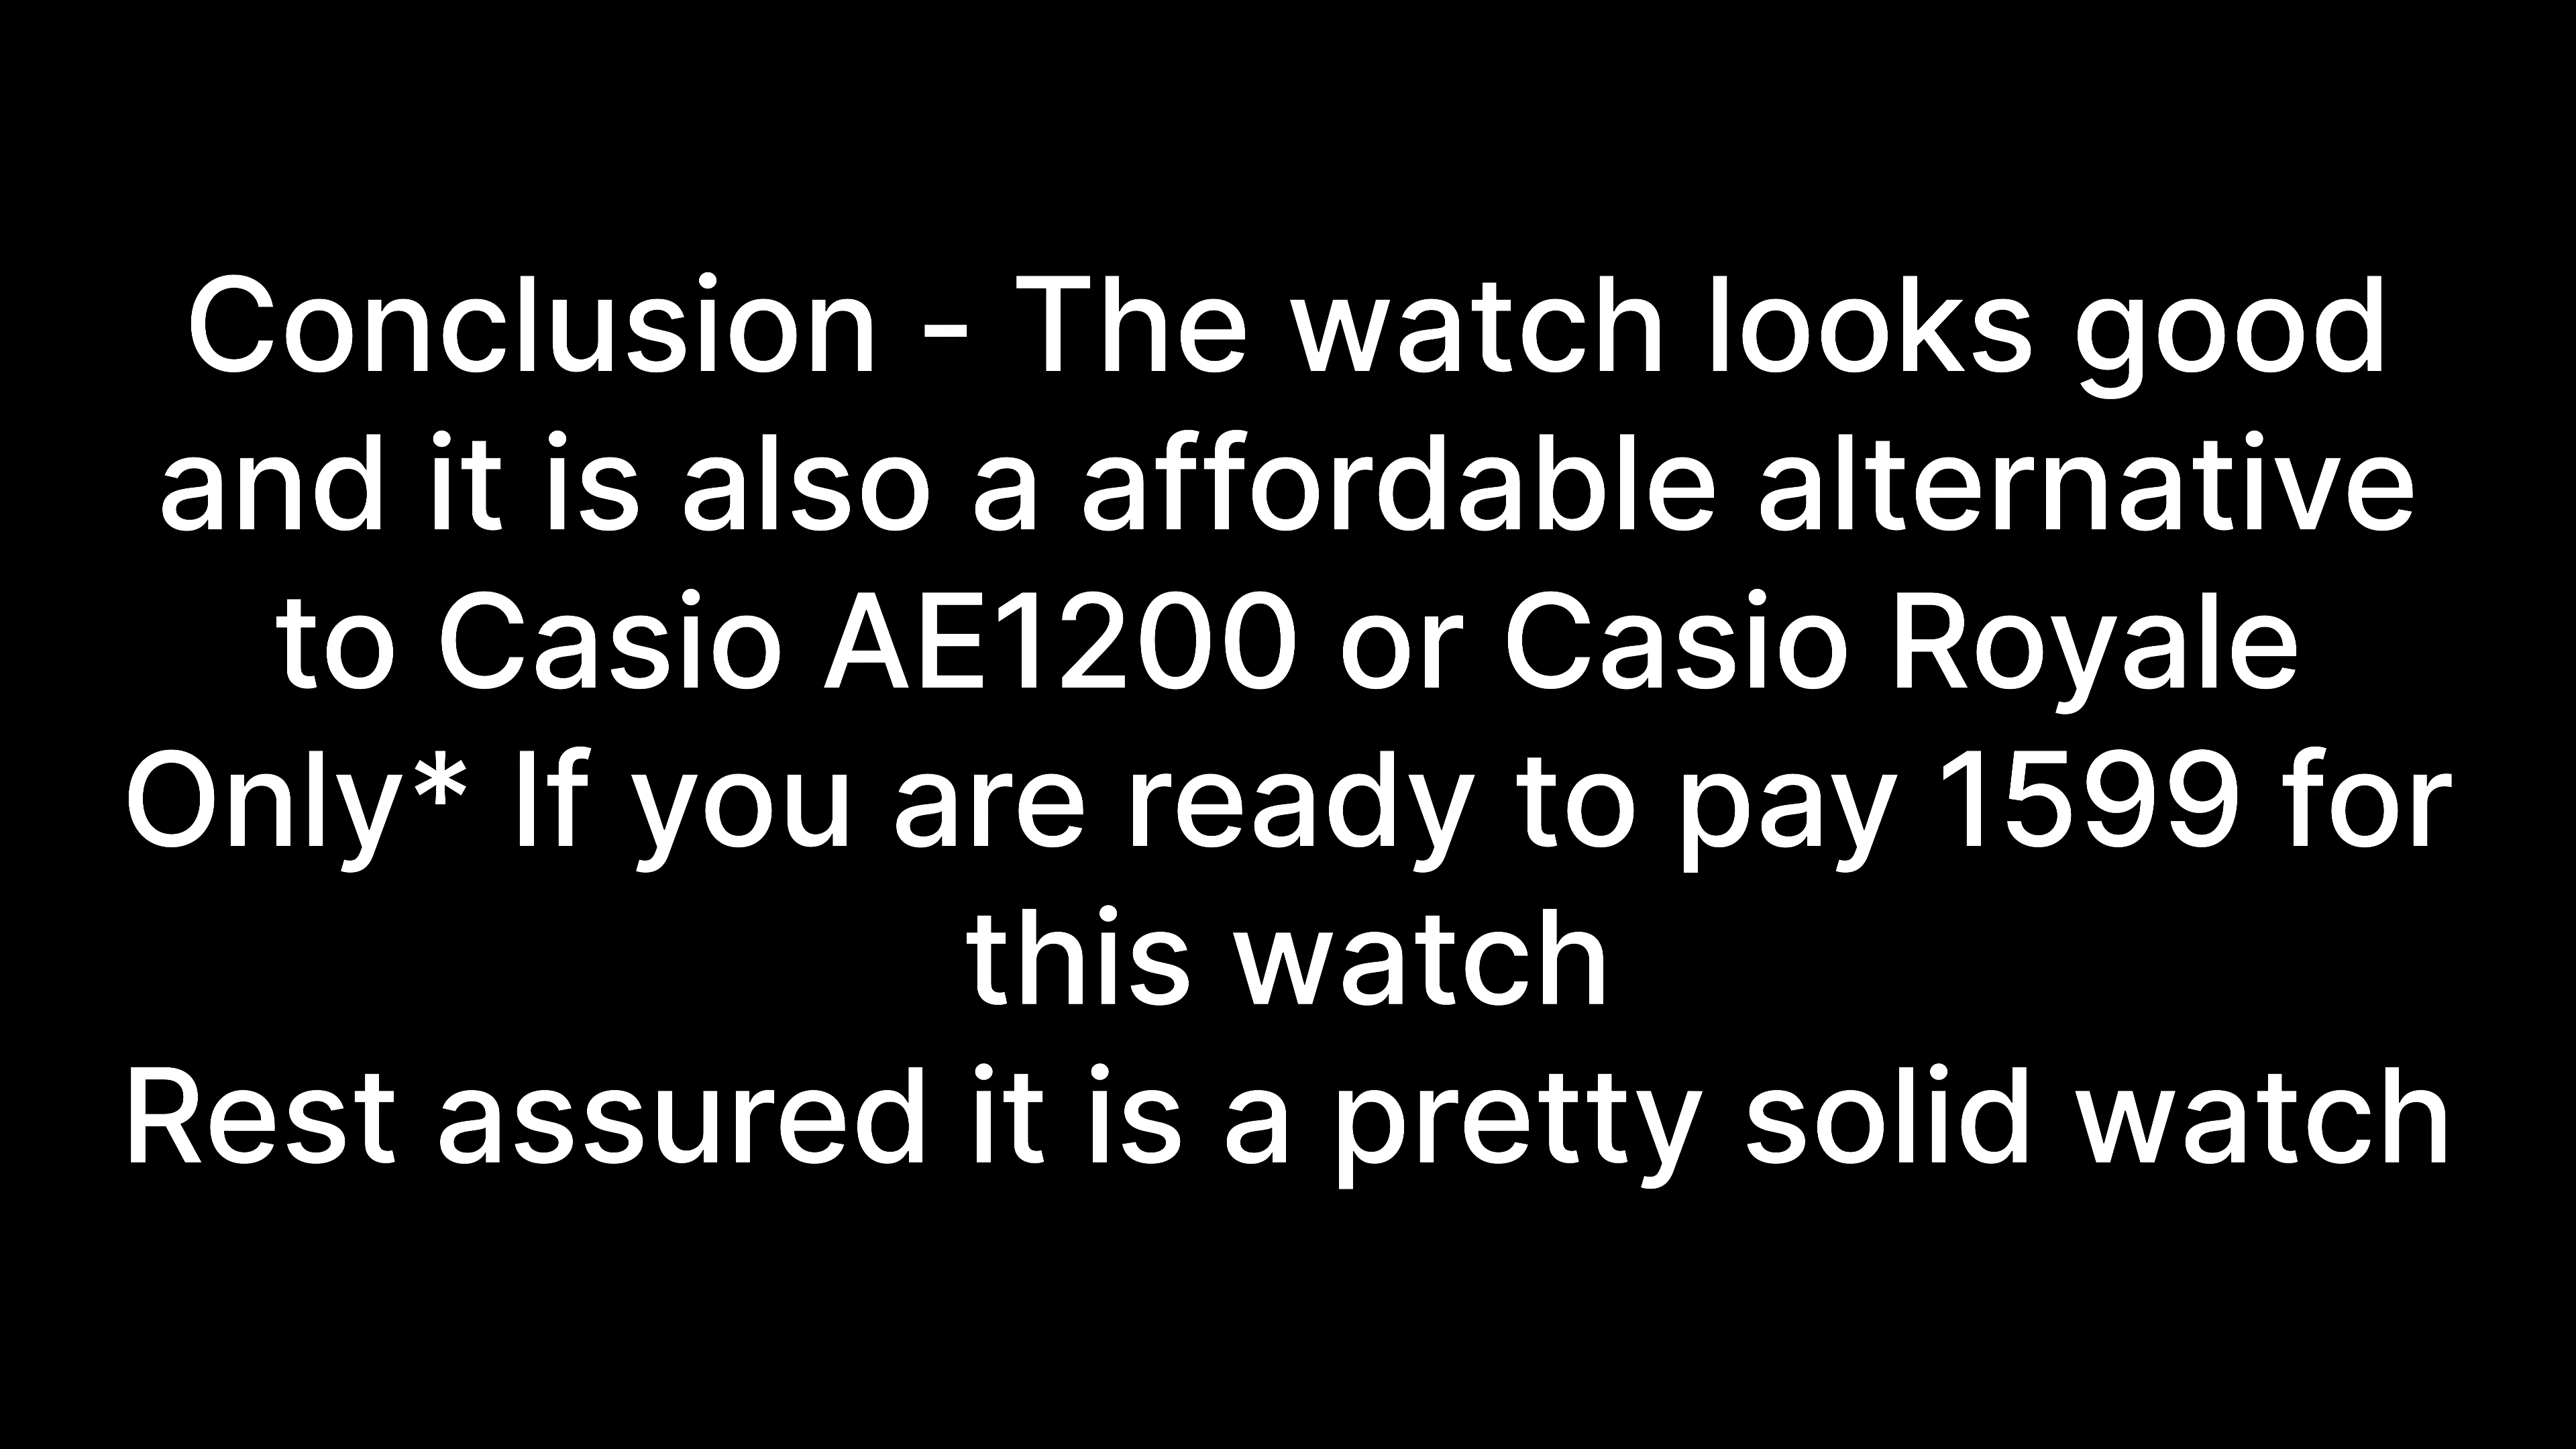 Conclusion - The watch looks good
and it is also a affordable alternative
to Casio AE1200 or Casio Royale
Only* If you are ready to pay 1599 for
this watch
Rest assured it is a pretty solid watch